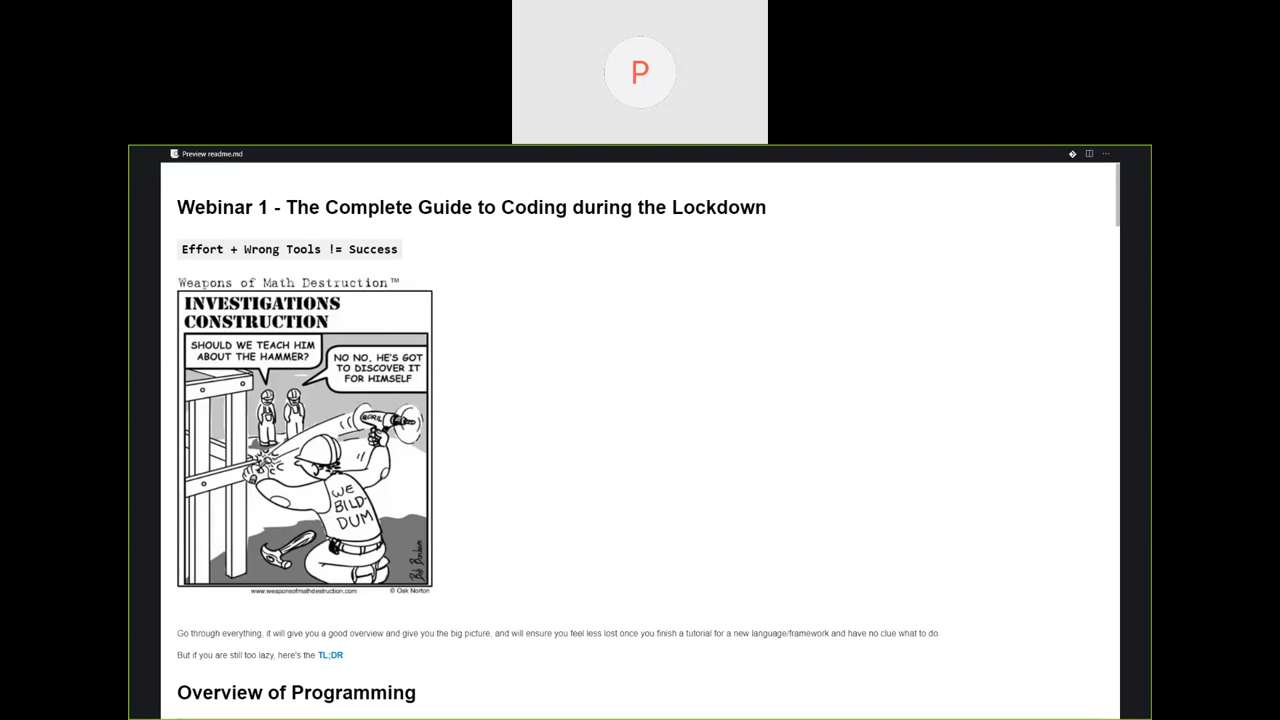 P
Preview readme.md
Webinar 1 - The Complete Guide to Coding during the Lockdown
Effort + Wrong Tools != Success
Weapons of Math Destruction™
INVESTIGATIONS
CONSTRUCTION
SHOULD WE TEACH HIM
ABOUT THE HAMMER?
NO NO, HE'S GOT
TO DISCOVER IT
FOR HIMSELF
WE
BILD-
DUM
www.weaponsofmathdestruction.com © Oak Norton
Go through everything, it will give you a good overview and give you the big picture, and will ensure you feel less lost once you finish a tutorial for a new language/framework and have no clue what to do
But if you are still too lazy, here's the TL;DR
Overview of Programming